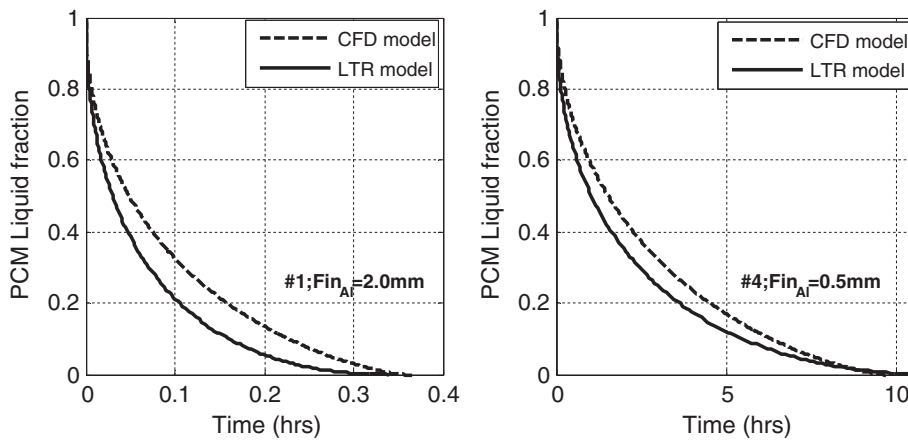 CFD model
LTR model
PCM Liquid fraction
1
0.8
0.6
0.4
0.2
0
#1;Fin_Al=2.0mm
0 0.1 0.2 0.3 0.4
Time (hrs)
CFD model
LTR model
PCM Liquid fraction
1
0.8
0.6
0.4
0.2
0
#4;Fin_Al=0.5mm
0 5 10
Time (hrs)